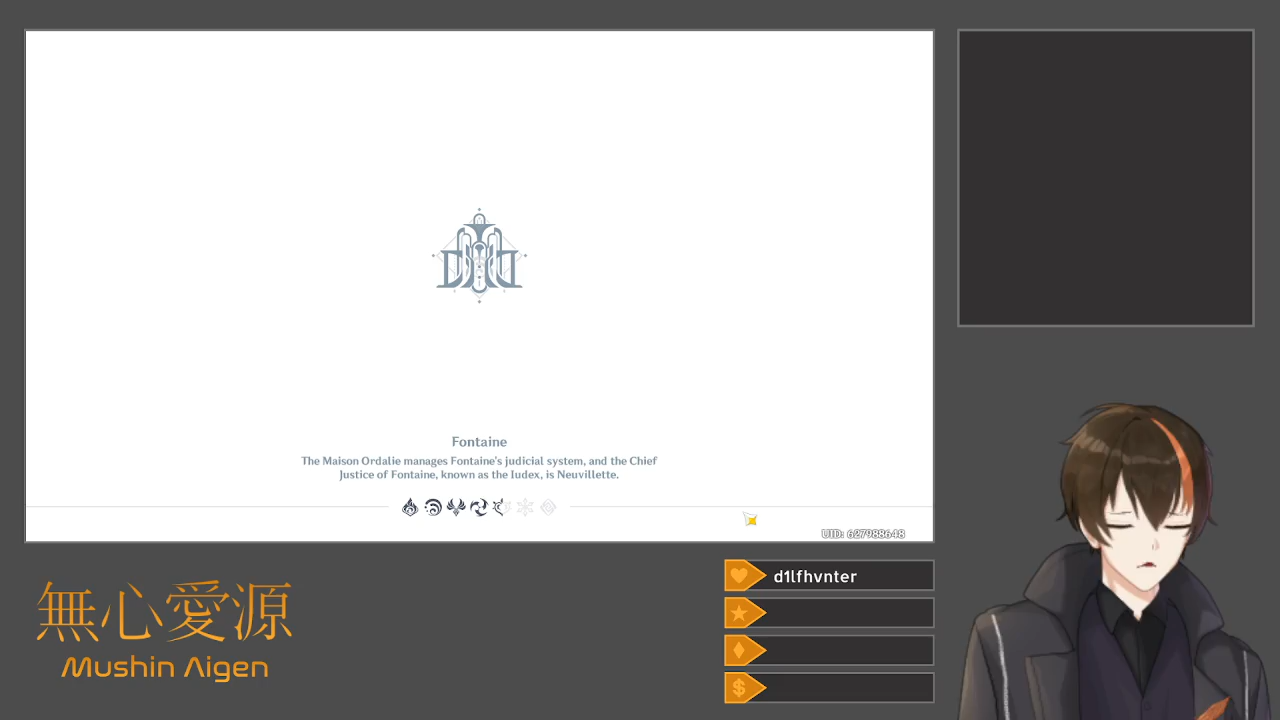 Fontaine
The Maison Ordalie manages Fontaine's judicial system, and the Chief
Justice of Fontaine, known as the Iudex, is Neuvillette.
UID: 627988648
無心愛源
Mushin Aigen
d1lfhvnter